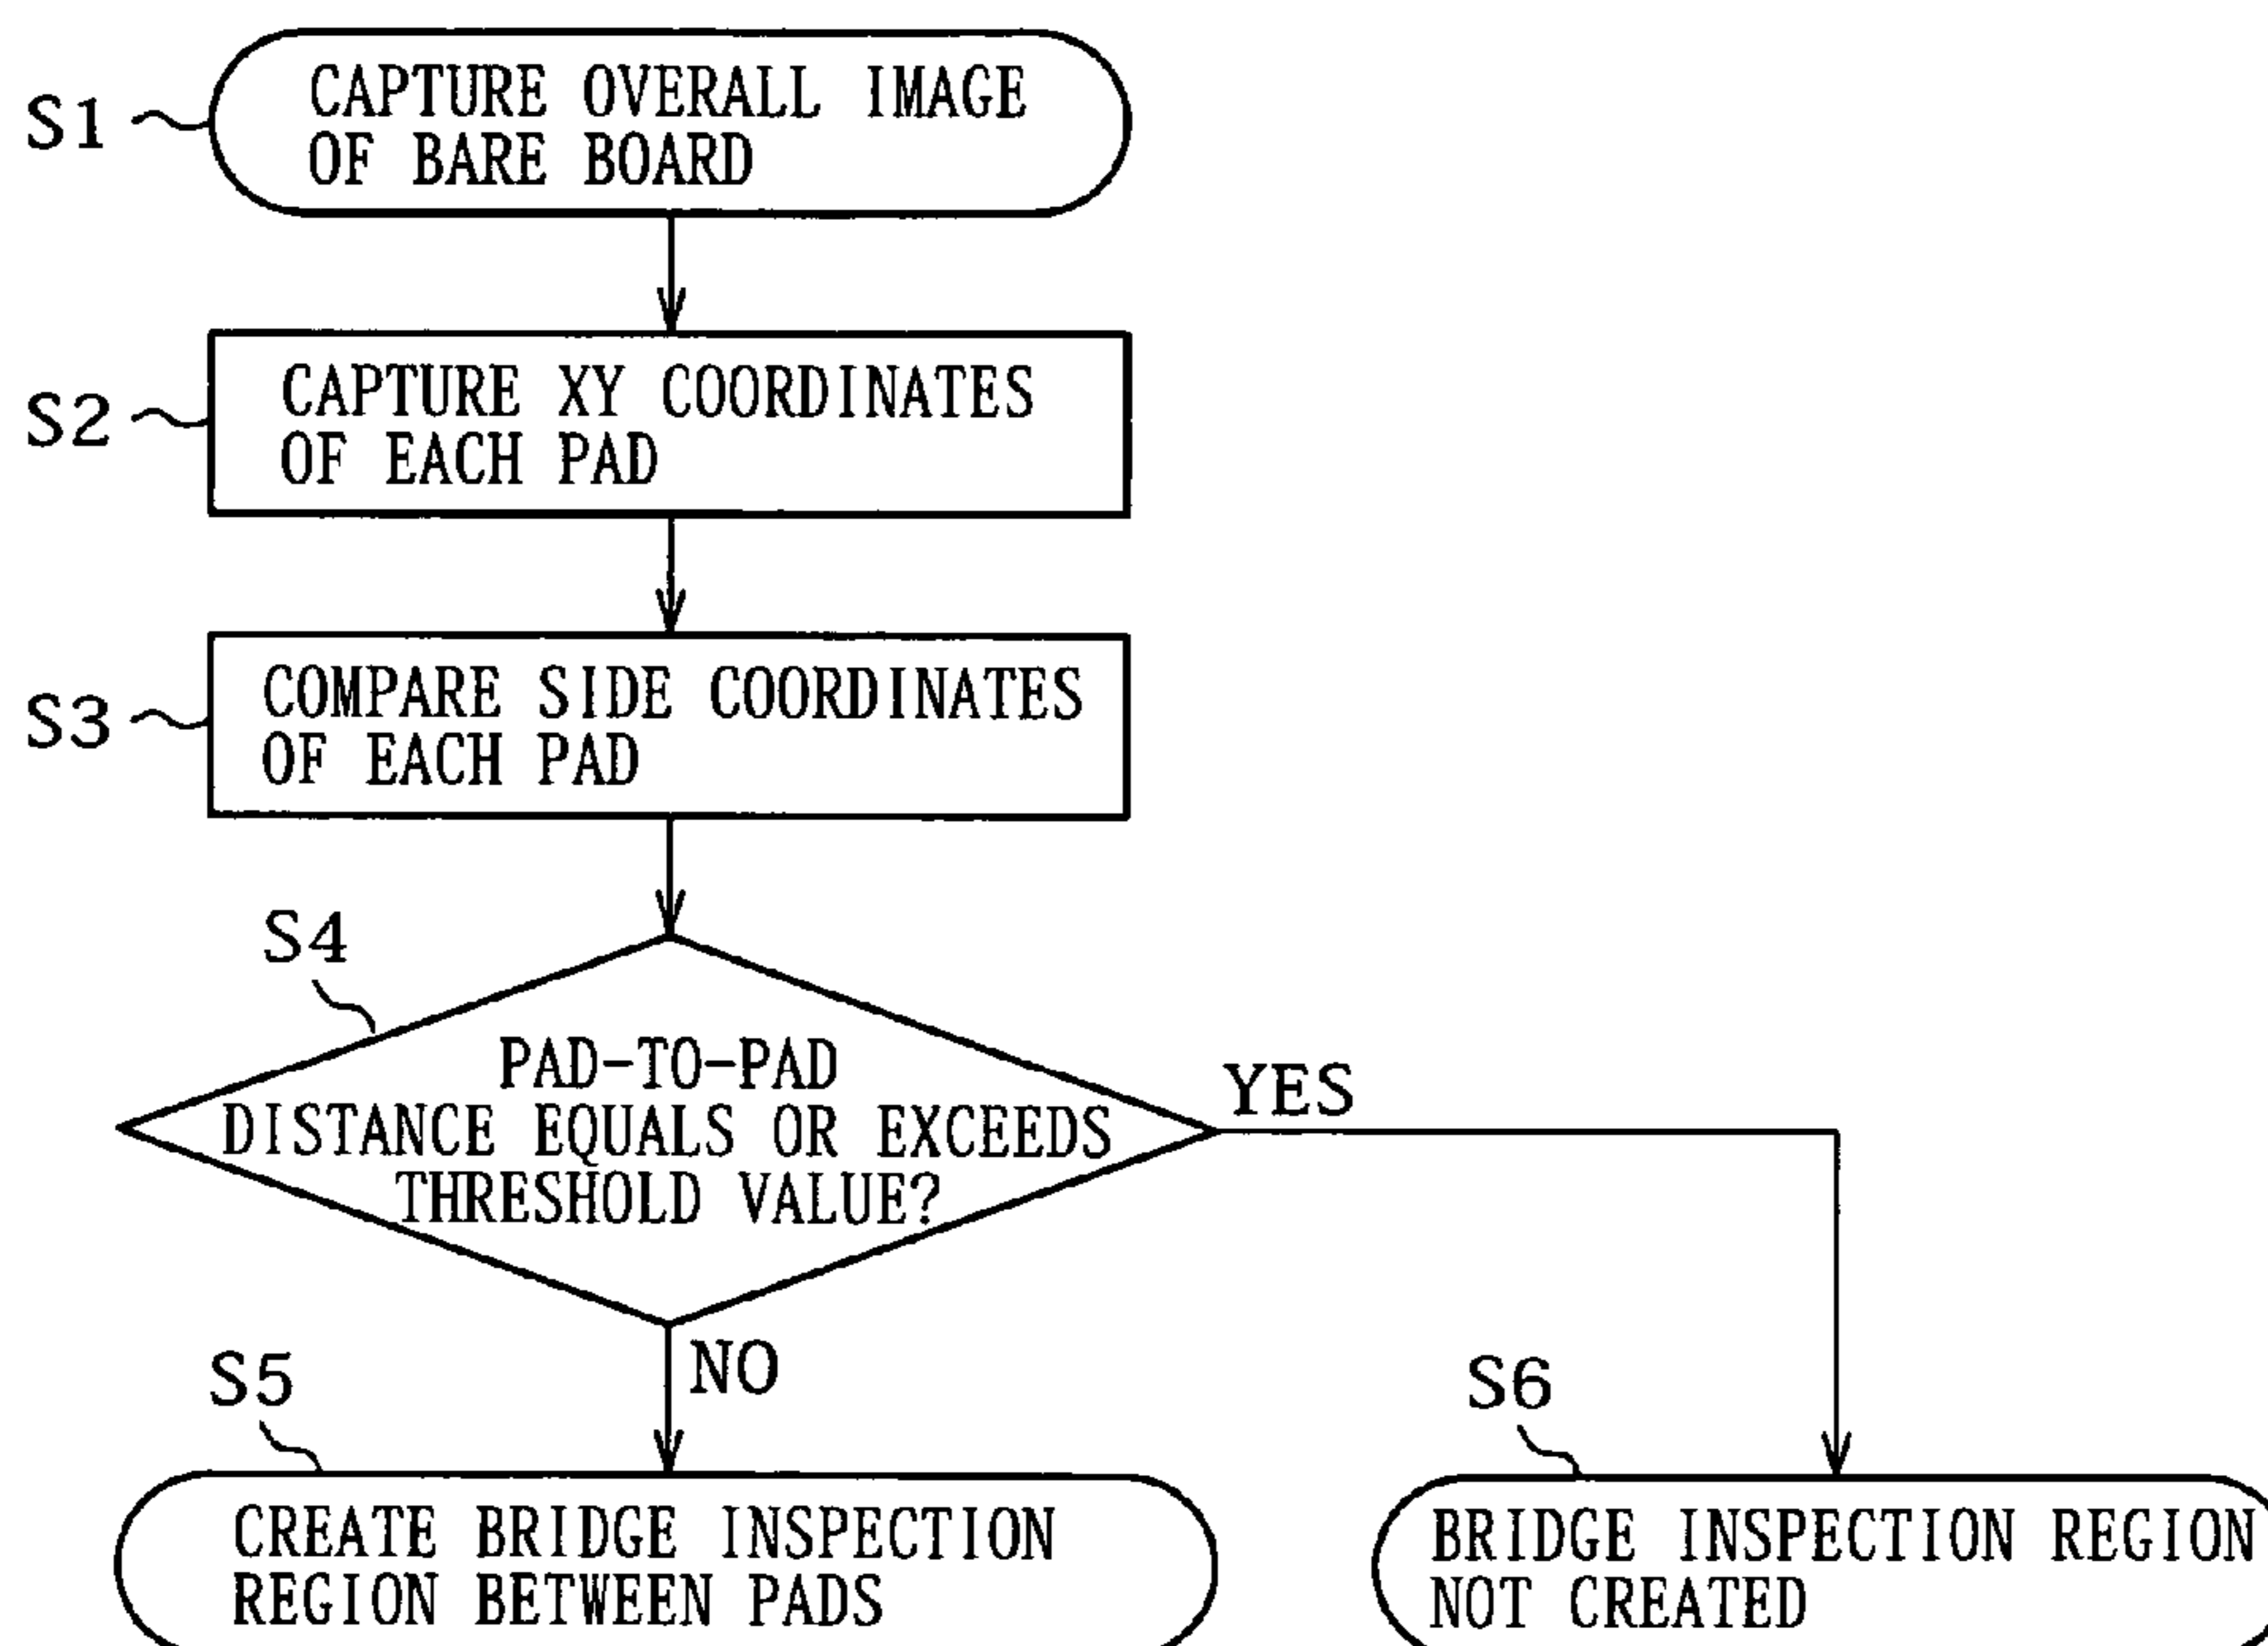 S1
CAPTURE OVERALL IMAGE
OF BARE BOARD
S2
CAPTURE XY COORDINATES
OF EACH PAD
S3
COMPARE SIDE COORDINATES
OF EACH PAD
S4
PAD-TO-PAD
DISTANCE EQUALS OR EXCEEDS
THRESHOLD VALUE?
YES
NO
S5
CREATE BRIDGE INSPECTION
REGION BETWEEN PADS
S6
BRIDGE INSPECTION REGION
NOT CREATED